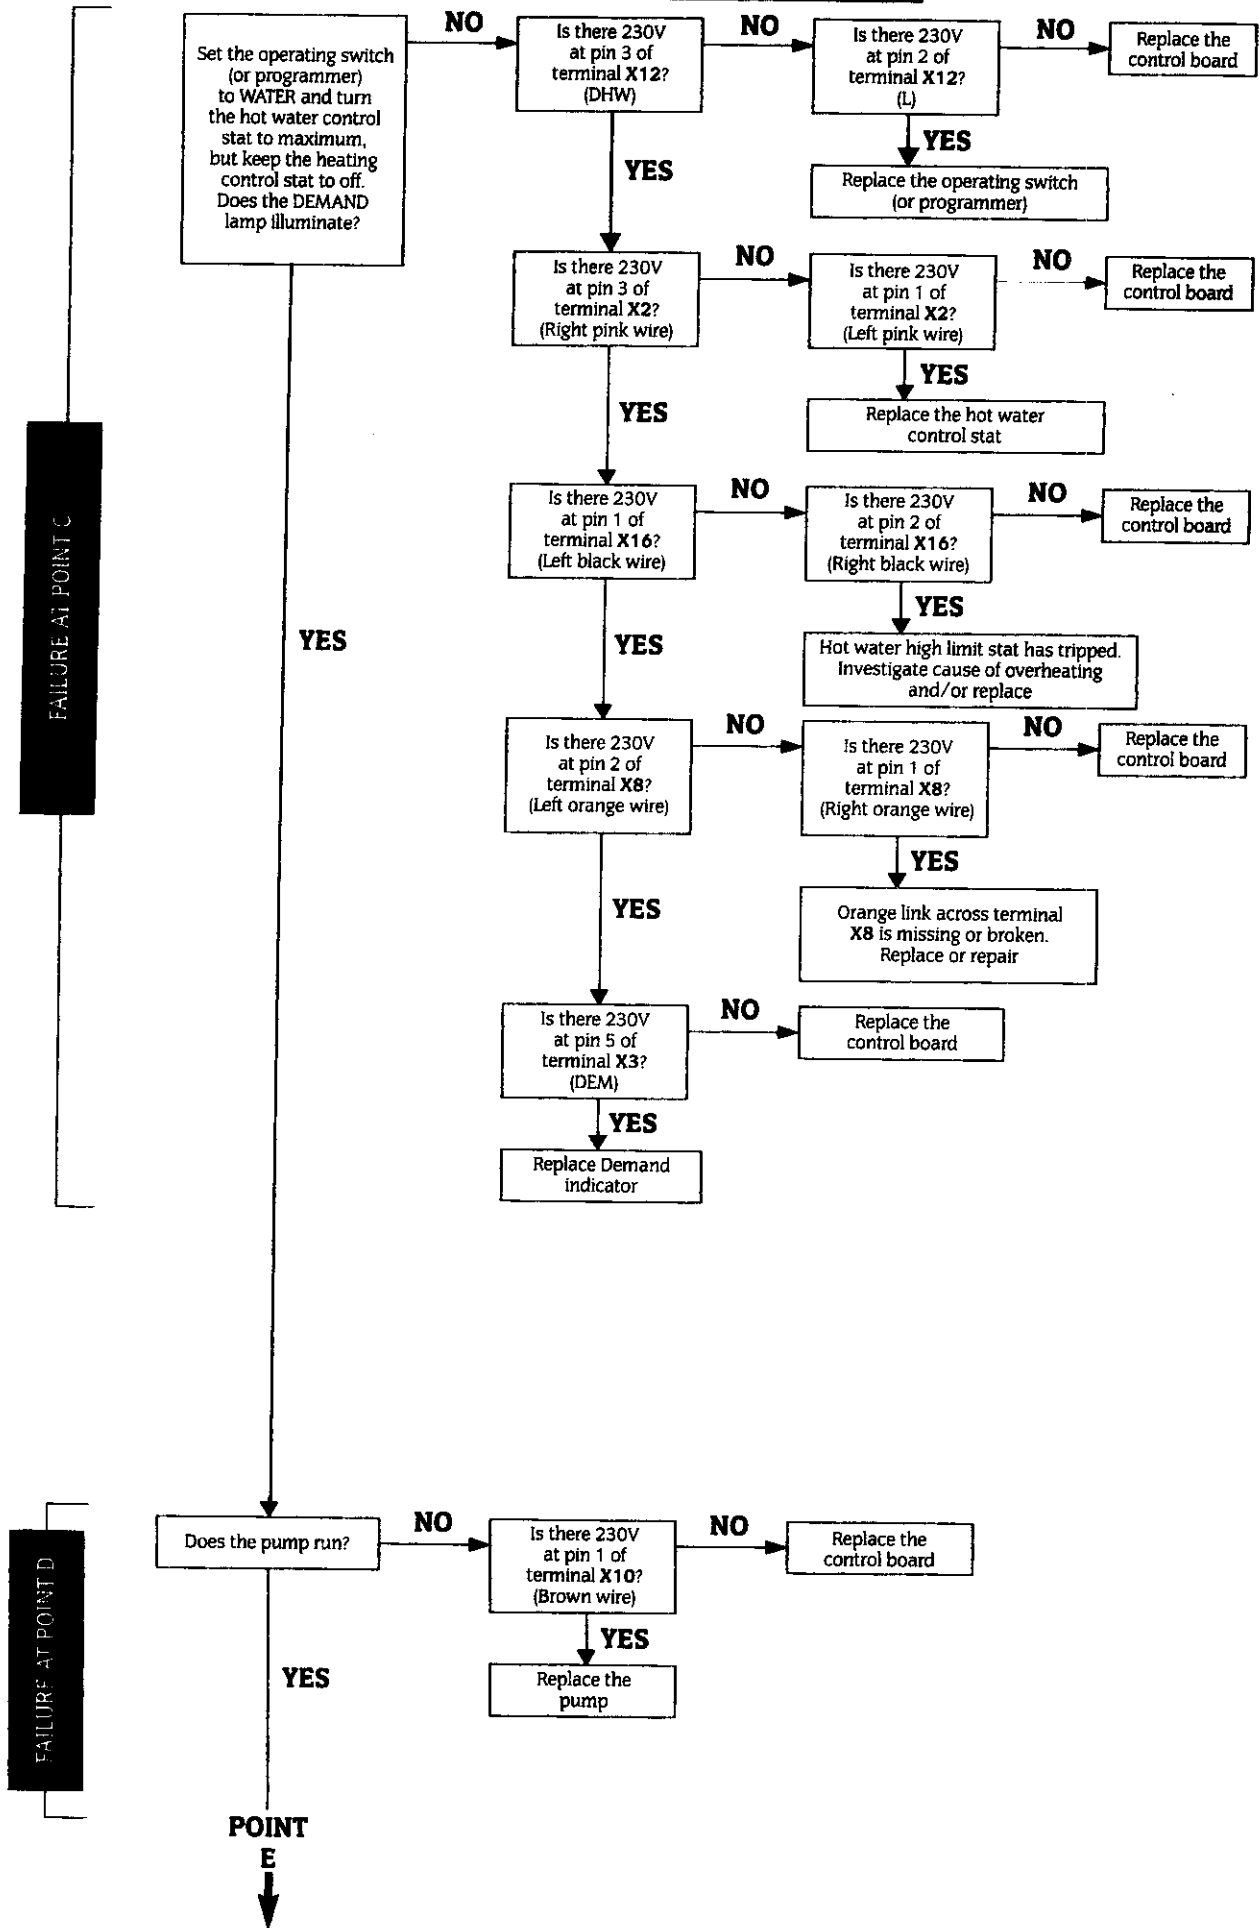 FAILURE AT POINT C
Set the operating switch
(or programmer)
to WATER and turn
the hot water control
stat to maximum,
but keep the heating
control stat to off.
Does the DEMAND
lamp illuminate?
NO
Is there 230V
at pin 3 of
terminal X12?
(DHW)
NO
Is there 230V
at pin 2 of
terminal X12?
(L)
NO
Replace the
control board
YES
Replace the operating switch
(or programmer)
YES
Is there 230V
at pin 3 of
terminal X2?
(Right pink wire)
NO
Is there 230V
at pin 1 of
terminal X2?
(Left pink wire)
NO
Replace the
control board
YES
Replace the hot water
control stat
YES
Is there 230V
at pin 1 of
terminal X16?
(Left black wire)
NO
Is there 230V
at pin 2 of
terminal X16?
(Right black wire)
NO
Replace the
control board
YES
Hot water high limit stat has tripped.
Investigate cause of overheating
and/or replace
YES
YES
Is there 230V
at pin 2 of
terminal X8?
(Left orange wire)
NO
Is there 230V
at pin 1 of
terminal X8?
(Right orange wire)
NO
Replace the
control board
YES
Orange link across terminal
X8 is missing or broken.
Replace or repair
YES
Is there 230V
at pin 5 of
terminal X3?
(DEM)
NO
Replace the
control board
YES
Replace Demand
indicator
FAILURE AT POINT D
Does the pump run?
NO
Is there 230V
at pin 1 of
terminal X10?
(Brown wire)
NO
Replace the
control board
YES
Replace the
pump
YES
POINT
E